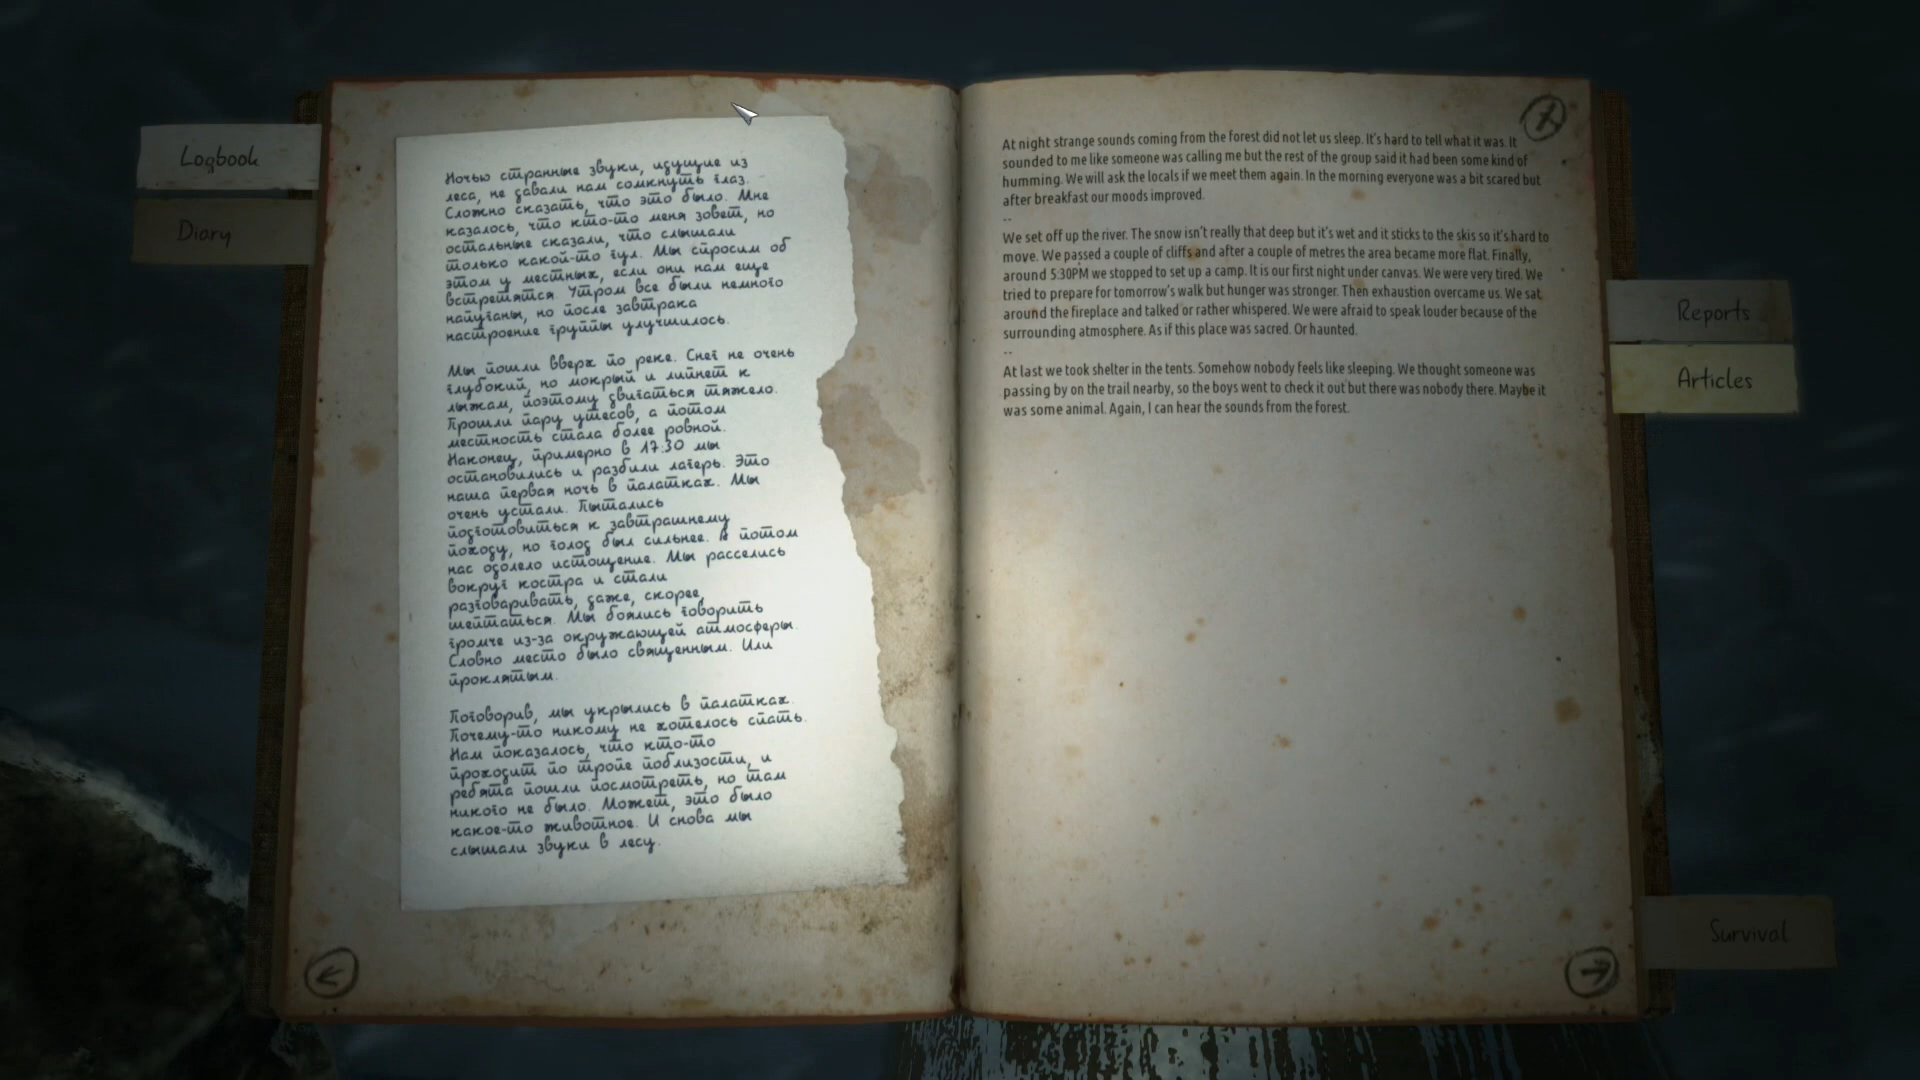 Logbook
Diary
Ночью странные звуки, идущие из
леса, не давали нам сомкнуть глаз.
Сложно сказать, что это было. Мне
казалось, что кто-то меня зовет, но
остальные сказали, что слышали
только какой-то гул. Мы спросим об
этом у местных, если они нам еще
встретятся. Утром все были немного
напуганы, но после завтрака
настроение группы улучшилось.
Мы пошли вверх по реке. Снег не очень
глубокий, но мокрый и липнет к
лыжам, поэтому двигаться тяжело.
Прошли пару утесов, а потом
местность стала более ровной.
Наконец, примерно в 17:30 мы
остановились и разбили лагерь. Это
наша первая ночь в палатках. Мы
очень устали. Пытались
подготовиться к завтрашнему
походу, но голод был сильнее. А потом
нас одолело истощение. Мы расселись
вокруг костра и стали
разговаривать, даже, скорее,
шептаться. Мы боялись говорить
громче из-за окружающей атмосферы.
Словно место было священным. Или
проклятым.
Поговорив, мы укрылись в палатках.
Почему-то никому не хотелось спать.
Нам показалось, что кто-то
проходит по тропе поблизости, и
ребята пошли посмотреть, но там
никого не было. Может, это было
какое-то животное. И снова мы
слышали звуки в лесу.
At night strange sounds coming from the forest did not let us sleep. It's hard to tell what it was. It
sounded to me like someone was calling me but the rest of the group said it had been some kind of
humming. We will ask the locals if we meet them again. In the morning everyone was a bit scared but
after breakfast our moods improved.
--
We set off up the river. The snow isn't really that deep but it's wet and it sticks to the skis so it's hard to
move. We passed a couple of cliffs and after a couple of metres the area became more flat. Finally,
around 5:30PM we stopped to set up a camp. It is our first night under canvas. We were very tired. We
tried to prepare for tomorrow's walk but hunger was stronger. Then exhaustion overcame us. We sat
around the fireplace and talked or rather whispered. We were afraid to speak louder because of the
surrounding atmosphere. As if this place was sacred. Or haunted.
--
At last we took shelter in the tents. Somehow nobody feels like sleeping. We thought someone was
passing by on the trail nearby, so the boys went to check it out but there was nobody there. Maybe it
was some animal. Again, I can hear the sounds from the forest.
Reports
Articles
Survival